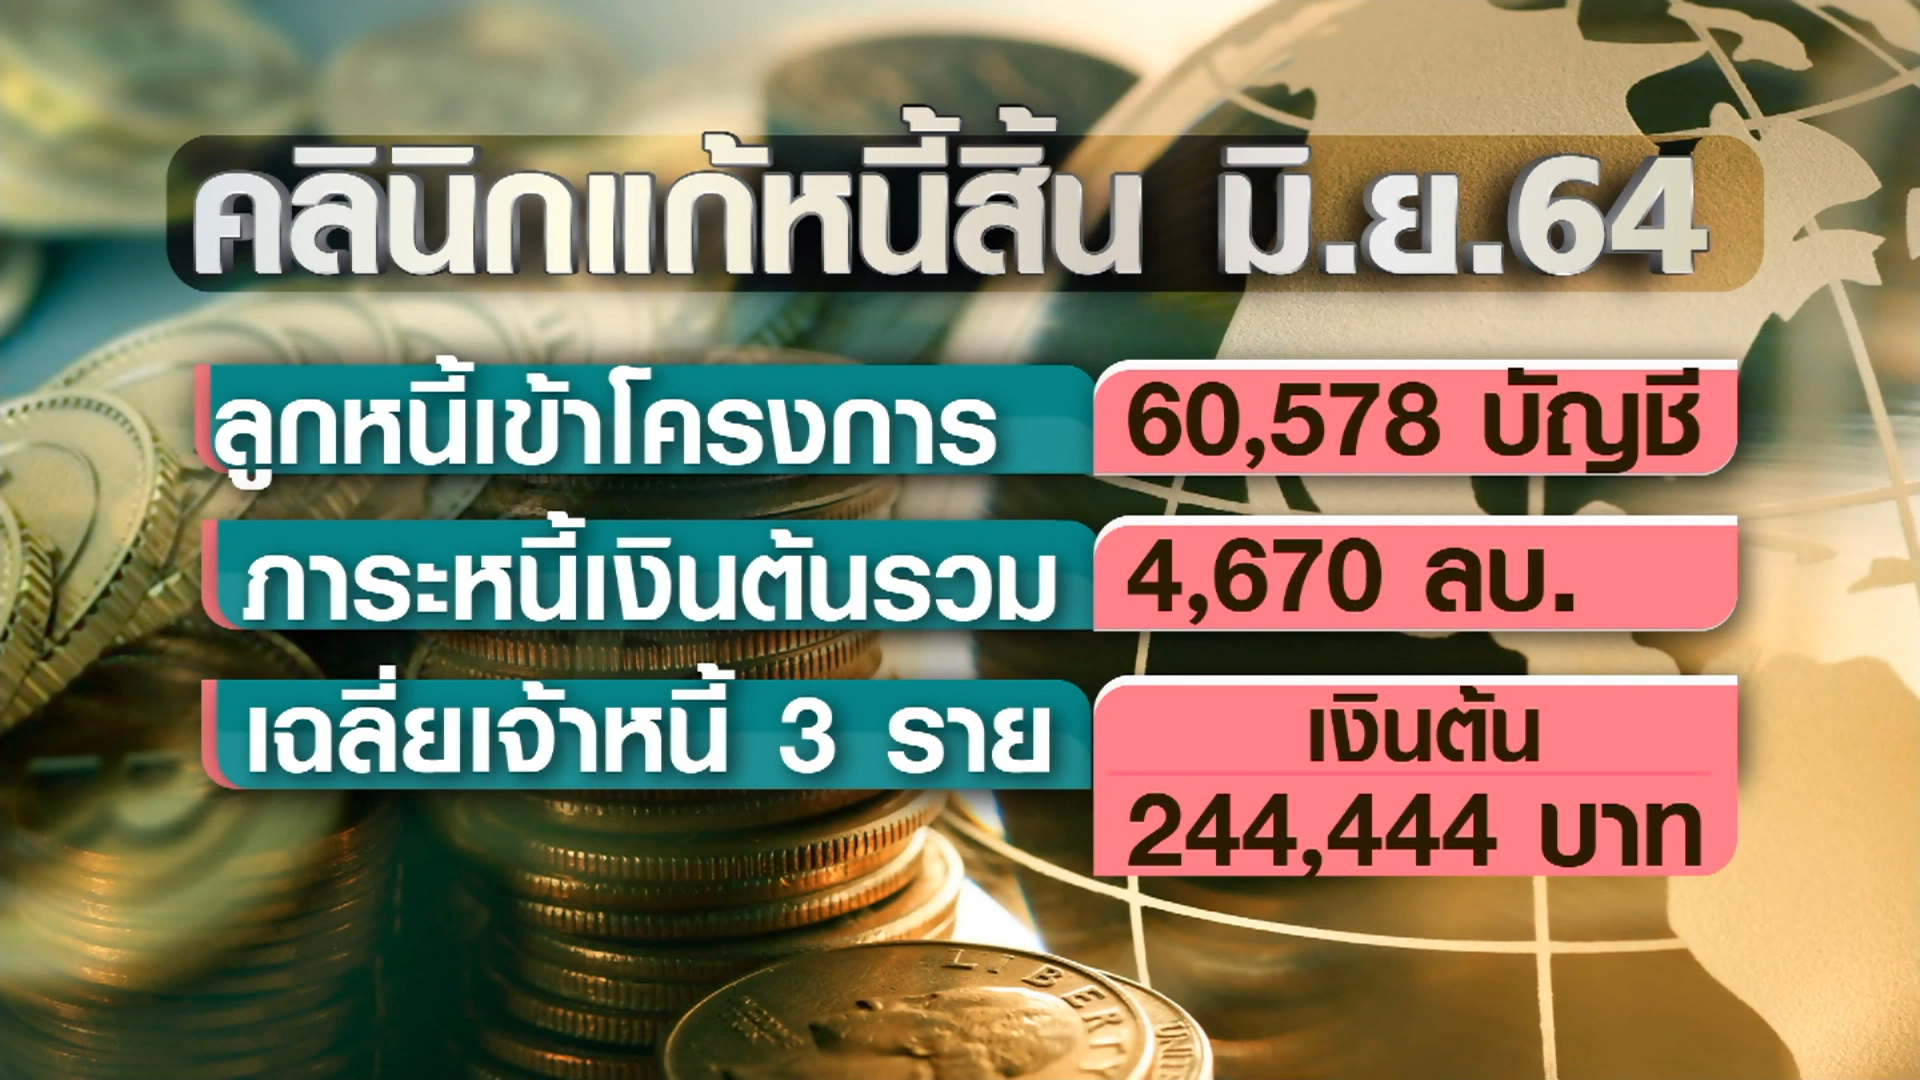 คลินิกแก้หนี้สิ้น มิ.ย.64
ลูกหนี้เข้าโครงการ 60,578 บัญชี
ภาระหนี้เงินต้นรวม 4,670 ลบ.
เฉลี่ยเจ้าหนี้ 3 ราย เงินต้น
244,444 บาท
LIBERTY